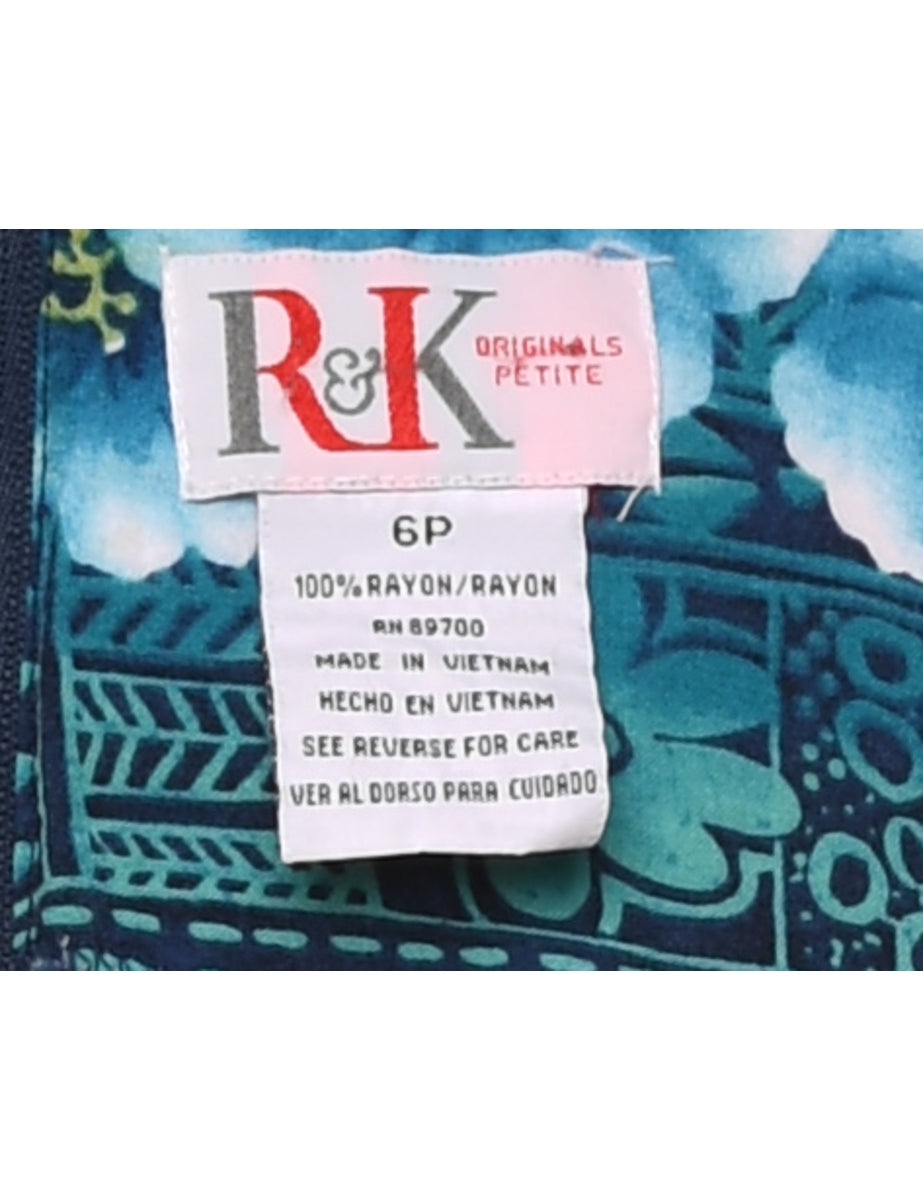 R&K ORIGINALS
PETITE
6P
100% RAYON/RAYON
RN 89700
MADE IN VIETNAM
HECHO EN VIETNAM
SEE REVERSE FOR CARE
VER AL DORSO PARA CUIDADO